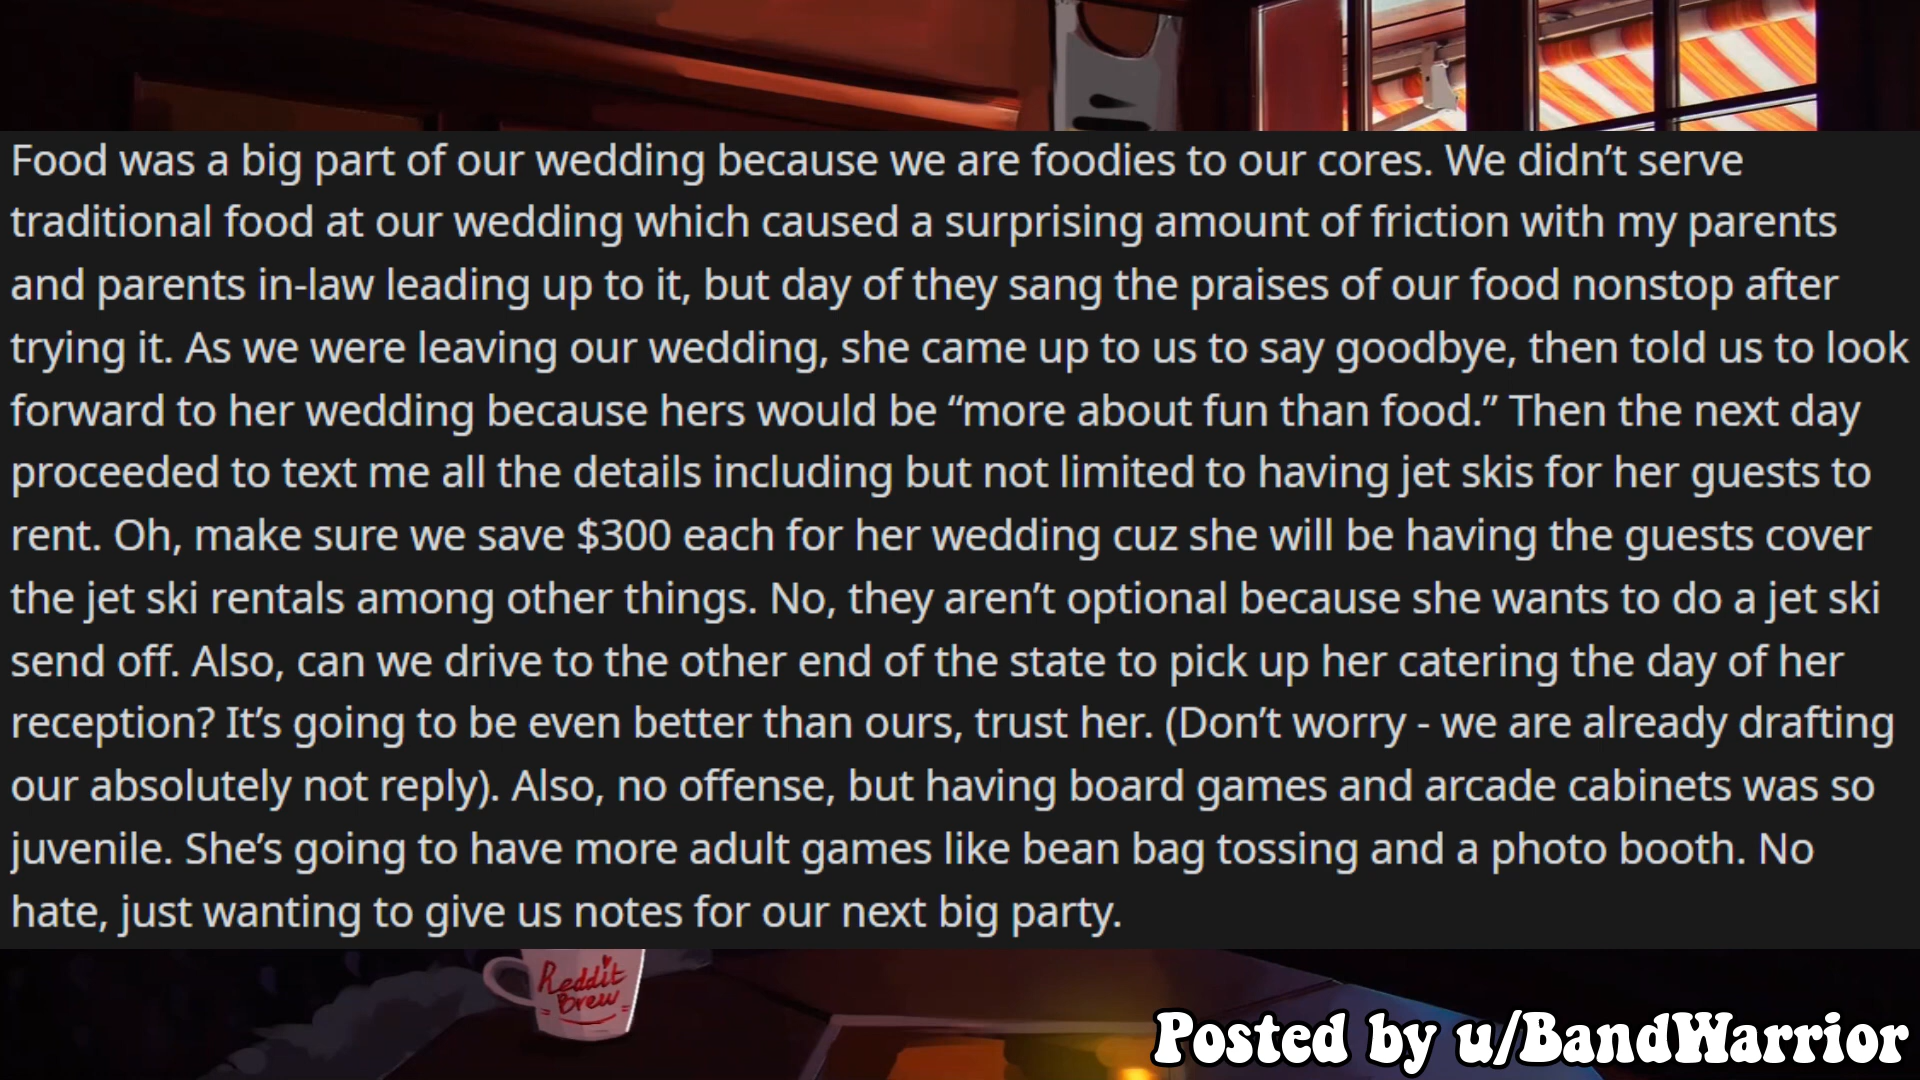 Food was a big part of our wedding because we are foodies to our cores. We didn’t serve
traditional food at our wedding which caused a surprising amount of friction with my parents
and parents in-law leading up to it, but day of they sang the praises of our food nonstop after
trying it. As we were leaving our wedding, she came up to us to say goodbye, then told us to look
forward to her wedding because hers would be “more about fun than food.” Then the next day
proceeded to text me all the details including but not limited to having jet skis for her guests to
rent. Oh, make sure we save $300 each for her wedding cuz she will be having the guests cover
the jet ski rentals among other things. No, they aren’t optional because she wants to do a jet ski
send off. Also, can we drive to the other end of the state to pick up her catering the day of her
reception? It’s going to be even better than ours, trust her. (Don’t worry - we are already drafting
our absolutely not reply). Also, no offense, but having board games and arcade cabinets was so
juvenile. She’s going to have more adult games like bean bag tossing and a photo booth. No
hate, just wanting to give us notes for our next big party.
Reddit
Brew
Posted by u/BandWarrior